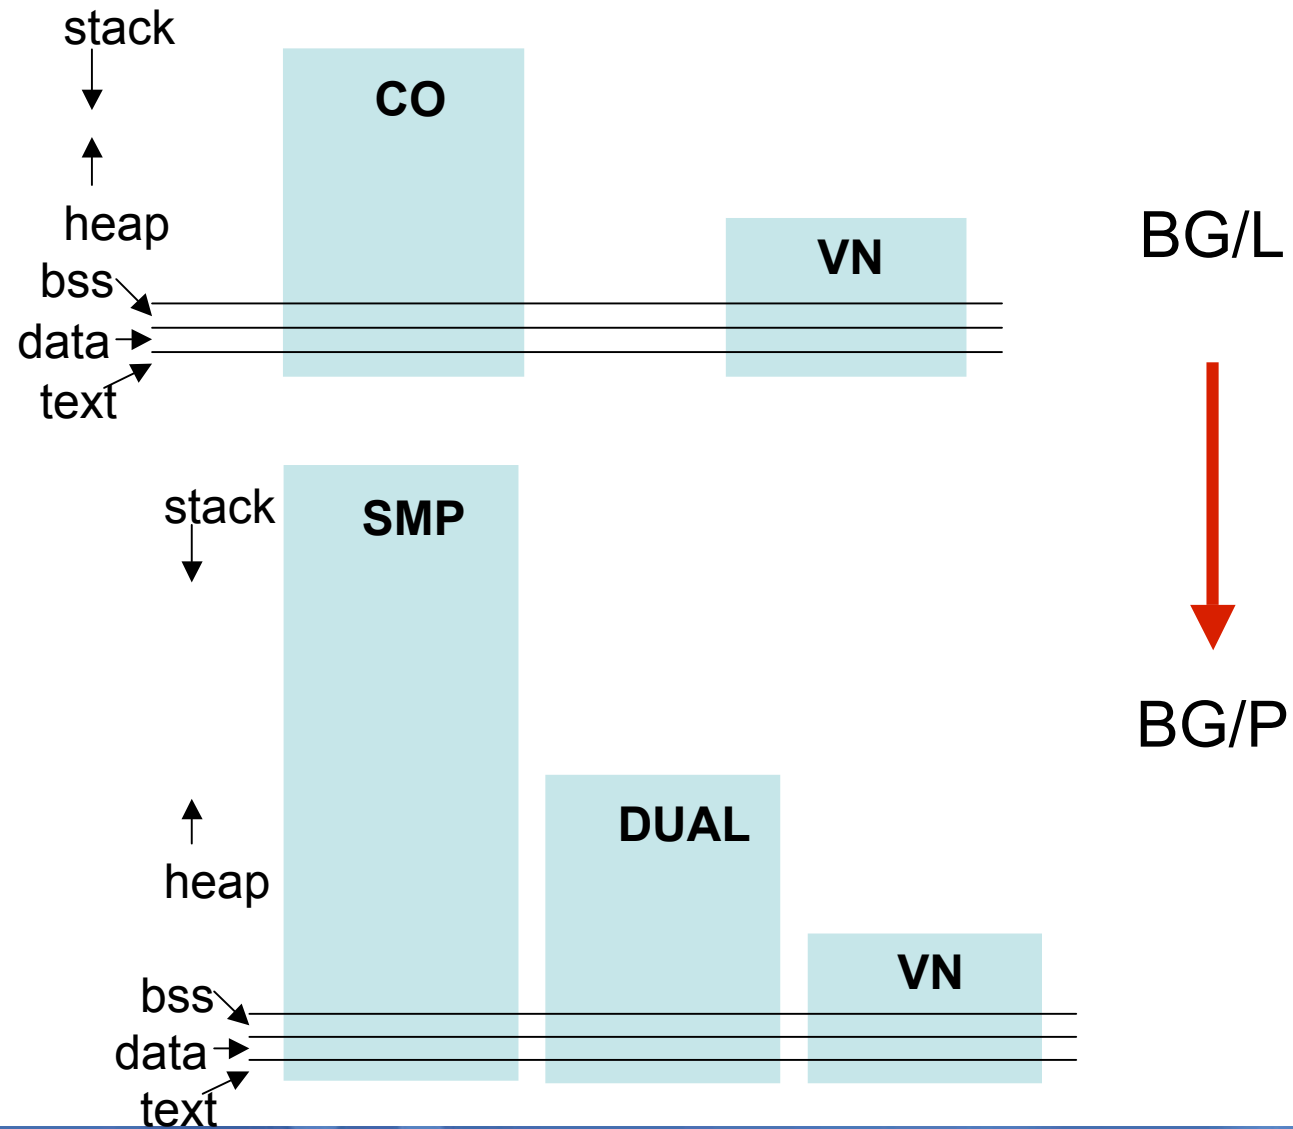 stack
CO
heap
VN
BG/L
bss
data
text
stack
SMP
BG/P
DUAL
heap
VN
bss
data
text